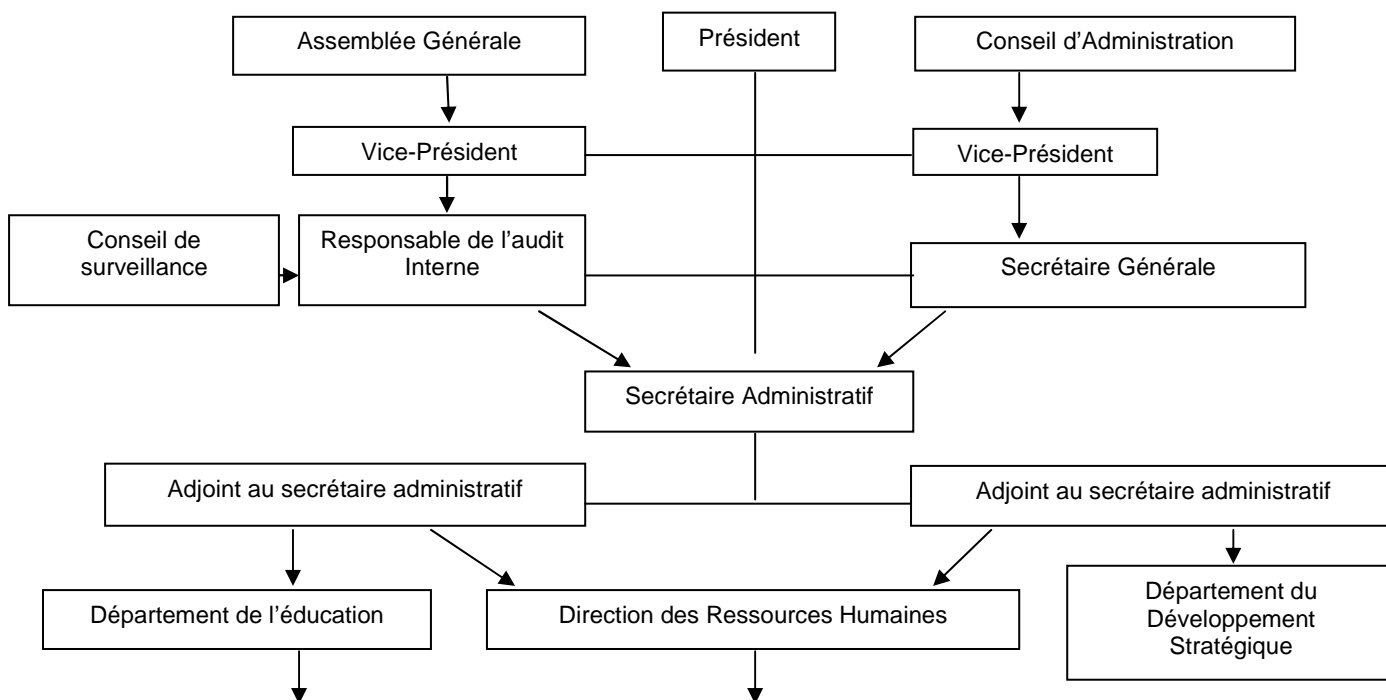 Assemblée Générale
Président
Conseil d'Administration
Vice-Président
Vice-Président
Conseil de
surveillance
Responsable de l'audit
Interne
Secrétaire Générale
Secrétaire Administratif
Adjoint au secrétaire administratif
Adjoint au secrétaire administratif
Département de l'éducation
Direction des Ressources Humaines
Département du
Développement
Stratégique